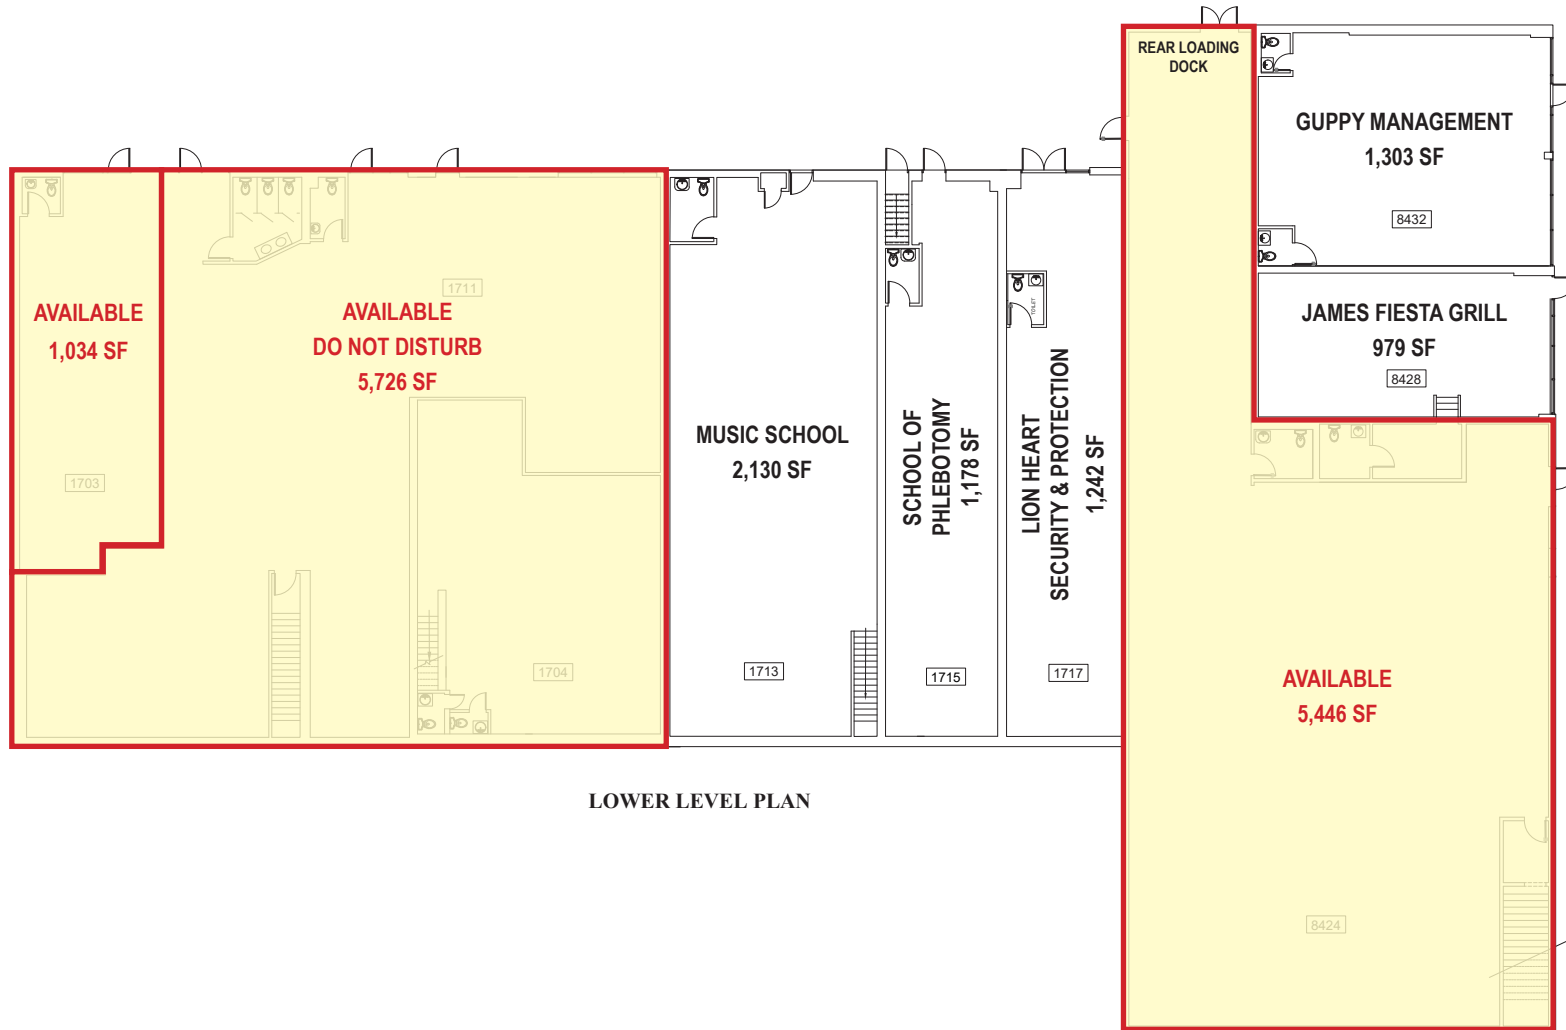 REAR LOADING
DOCK
GUPPY MANAGEMENT
1,303 SF
8432
JAMES FIESTA GRILL
979 SF
8428
AVAILABLE
1,034 SF
1703
1711
AVAILABLE
DO NOT DISTURB
5,726 SF
1704
MUSIC SCHOOL
2,130 SF
1713
SCHOOL OF
PHLEBOTOMY
1,178 SF
1715
TOILET
LION HEART
SECURITY & PROTECTION
1,242 SF
1717
AVAILABLE
5,446 SF
8424
LOWER LEVEL PLAN